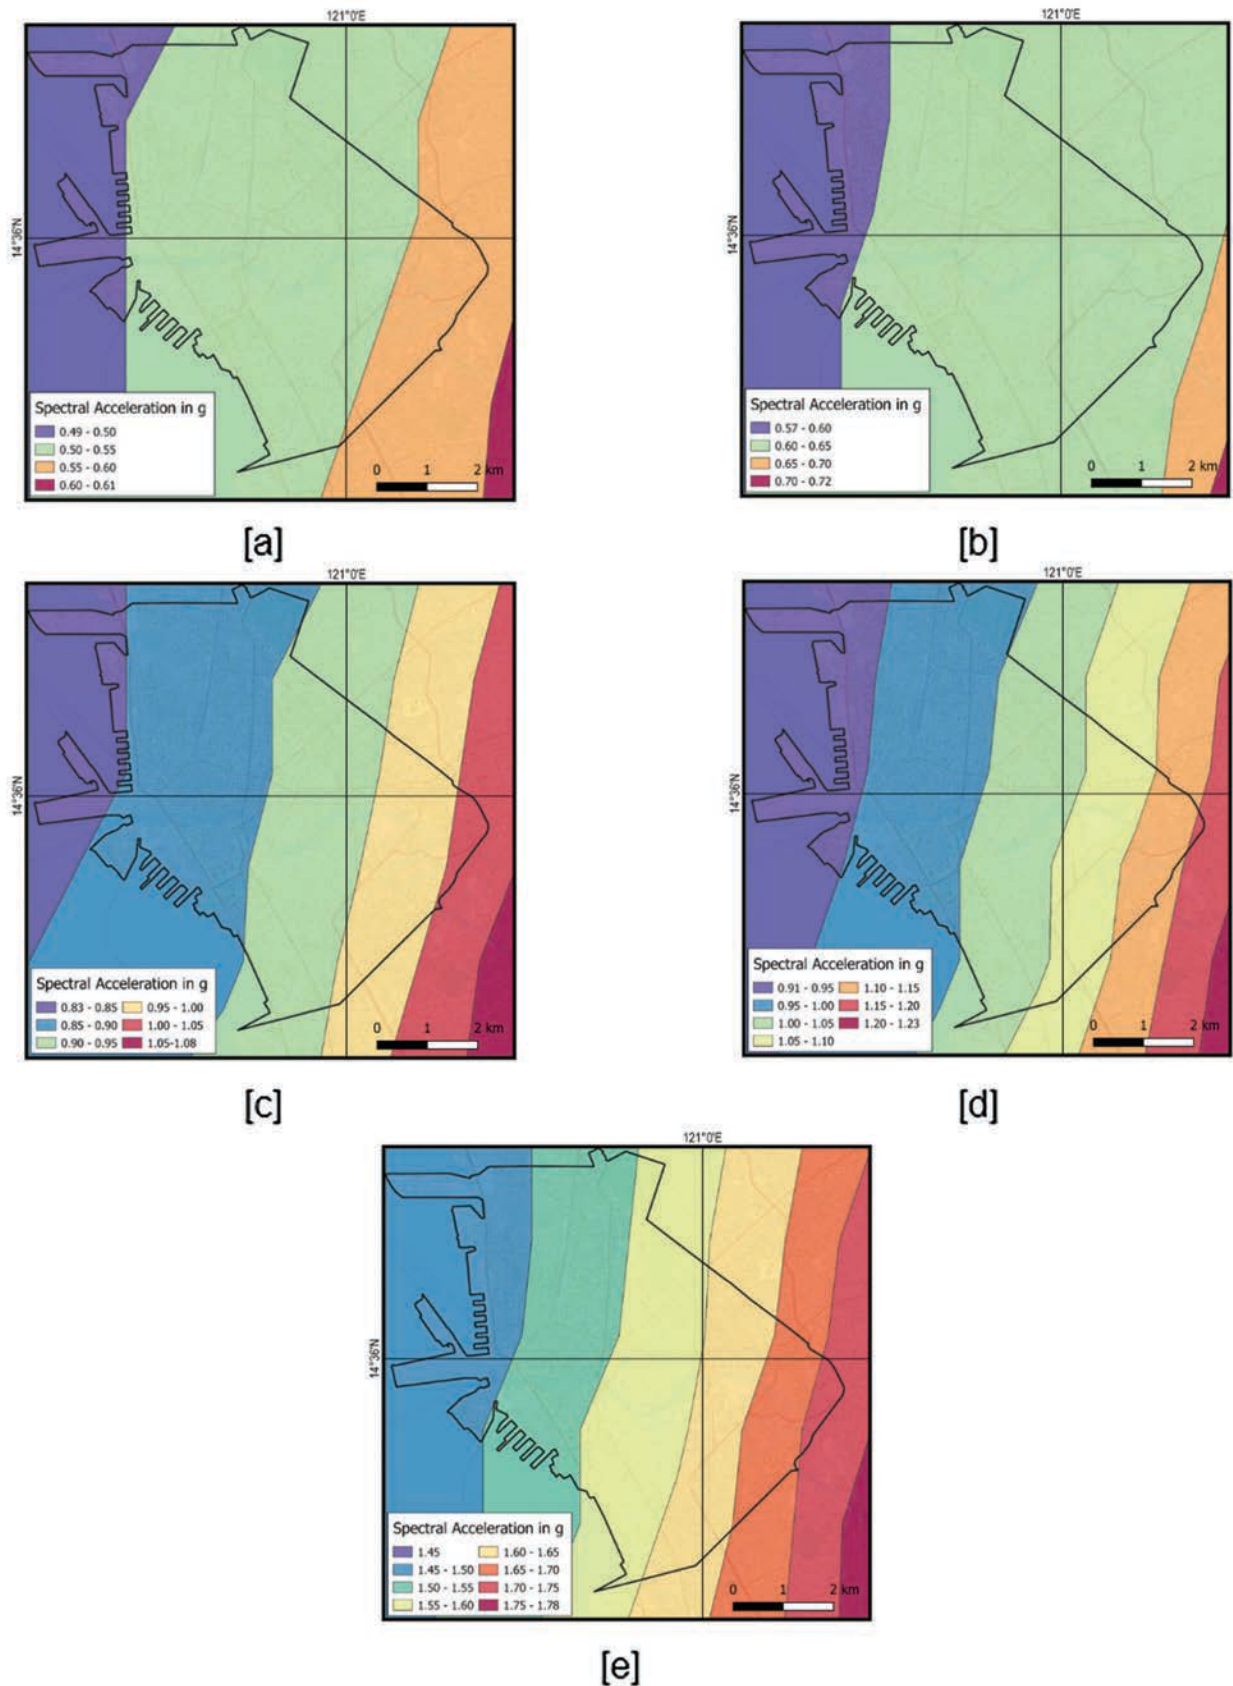 121°0'E
14°36'N
Spectral Acceleration in g
0.49 - 0.50
0.50 - 0.55
0.55 - 0.60
0.60 - 0.61
0 1 2 km
[a]
121°0'E
14°36'N
Spectral Acceleration in g
0.57 - 0.60
0.60 - 0.65
0.65 - 0.70
0.70 - 0.72
0 1 2 km
[b]
121°0'E
14°36'N
Spectral Acceleration in g
0.83 - 0.85 0.95 - 1.00
0.85 - 0.90 1.00 - 1.05
0.90 - 0.95 1.05-1.08
0 1 2 km
[c]
121°0'E
14°36'N
Spectral Acceleration in g
0.91 - 0.95 1.10 - 1.15
0.95 - 1.00 1.15 - 1.20
1.00 - 1.05 1.20 - 1.23
1.05 - 1.10
0 1 2 km
[d]
121°0'E
14°36'N
Spectral Acceleration in g
1.45 1.60 - 1.65
1.45 - 1.50 1.65 - 1.70
1.50 - 1.55 1.70 - 1.75
1.55 - 1.60 1.75 - 1.78
0 1 2 km
[e]